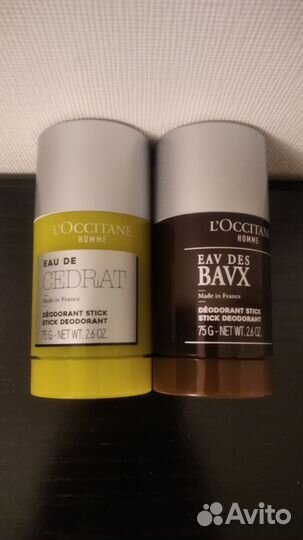 L'OCCITANE
HOMME
EAU DE
CEDRAT
Made in France
DÉODORANT STICK
STICK DEODORANT
75 G - NET WT. 2.6 OZ.
L'OCCITANE
HOMME
EAV DES
BAVX
Made in France
DÉODORANT STICK
STICK DEODORANT
75 G - NET WT. 2.6 OZ.
Avito